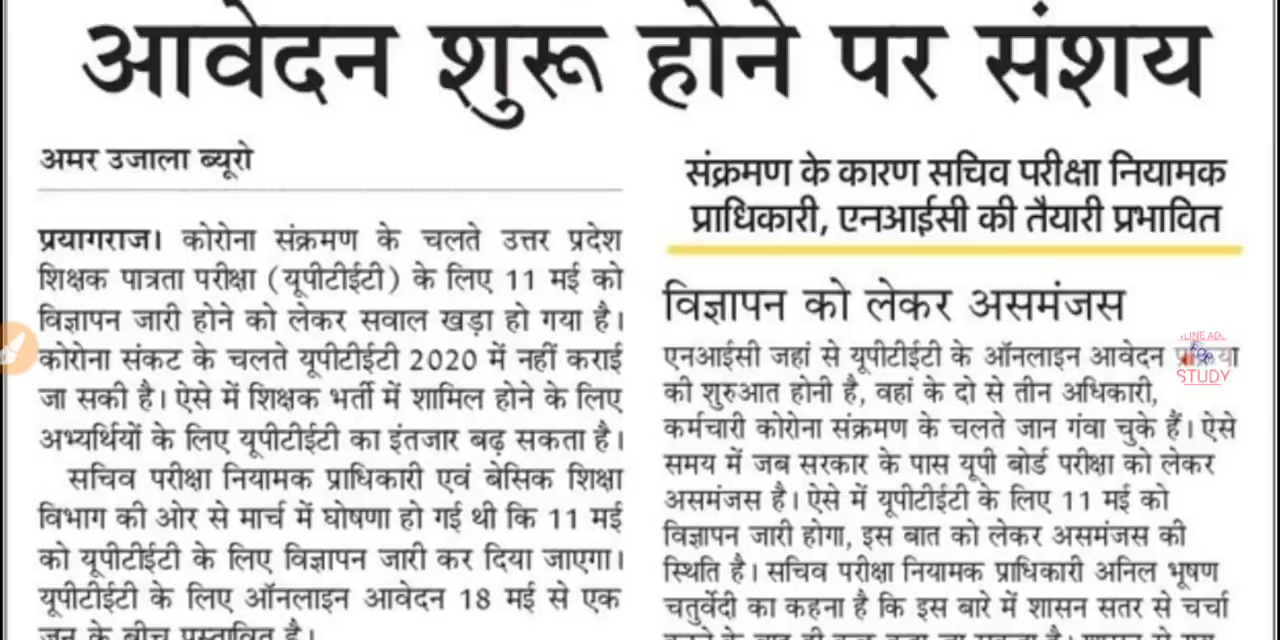 आवेदन शुरू होने पर संशय
अमर उजाला ब्यूरो
प्रयागराज। कोरोना संक्रमण के चलते उत्तर प्रदेश
शिक्षक पात्रता परीक्षा (यूपीटीईटी) के लिए 11 मई को
विज्ञापन जारी होने को लेकर सवाल खड़ा हो गया है।
कोरोना संकट के चलते यूपीटीईटी 2020 में नहीं कराई
जा सकी है। ऐसे में शिक्षक भर्ती में शामिल होने के लिए
अभ्यर्थियों के लिए यूपीटीईटी का इंतजार बढ़ सकता है।
सचिव परीक्षा नियामक प्राधिकारी एवं बेसिक शिक्षा
विभाग की ओर से मार्च में घोषणा हो गई थी कि 11 मई
को यूपीटीईटी के लिए विज्ञापन जारी कर दिया जाएगा।
यूपीटीईटी के लिए ऑनलाइन आवेदन 18 मई से एक
जून के बीच प्रस्तावित है।
संक्रमण के कारण सचिव परीक्षा नियामक
प्राधिकारी, एनआईसी की तैयारी प्रभावित
विज्ञापन को लेकर असमंजस
एनआईसी जहां से यूपीटीईटी के ऑनलाइन आवेदन
की शुरुआत होनी है, वहां के दो से तीन अधिकारी,
कर्मचारी कोरोना संक्रमण के चलते जान गंवा चुके हैं। ऐसे
समय में जब सरकार के पास यूपी बोर्ड परीक्षा को लेकर
असमंजस है। ऐसे में यूपीटीईटी के लिए 11 मई को
विज्ञापन जारी होगा, इस बात को लेकर असमंजस की
स्थिति है। सचिव परीक्षा नियामक प्राधिकारी अनिल भूषण
चतुर्वेदी का कहना है कि इस बारे में शासन सतर से चर्चा
FOR
STUDY